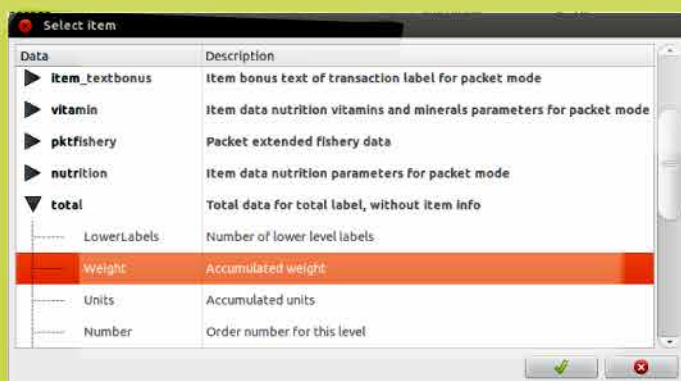 Select item
Data Description
item_textbonus Item bonus text of transaction label for packet mode
vitamin Item data nutrition vitamins and minerals parameters for packet mode
pktfishery Packet extended fishery data
nutrition Item data nutrition parameters for packet mode
total Total data for total label, without item info
LowerLabels Number of lower level labels
Weight Accumulated weight
Units Accumulated units
Number Order number for this level